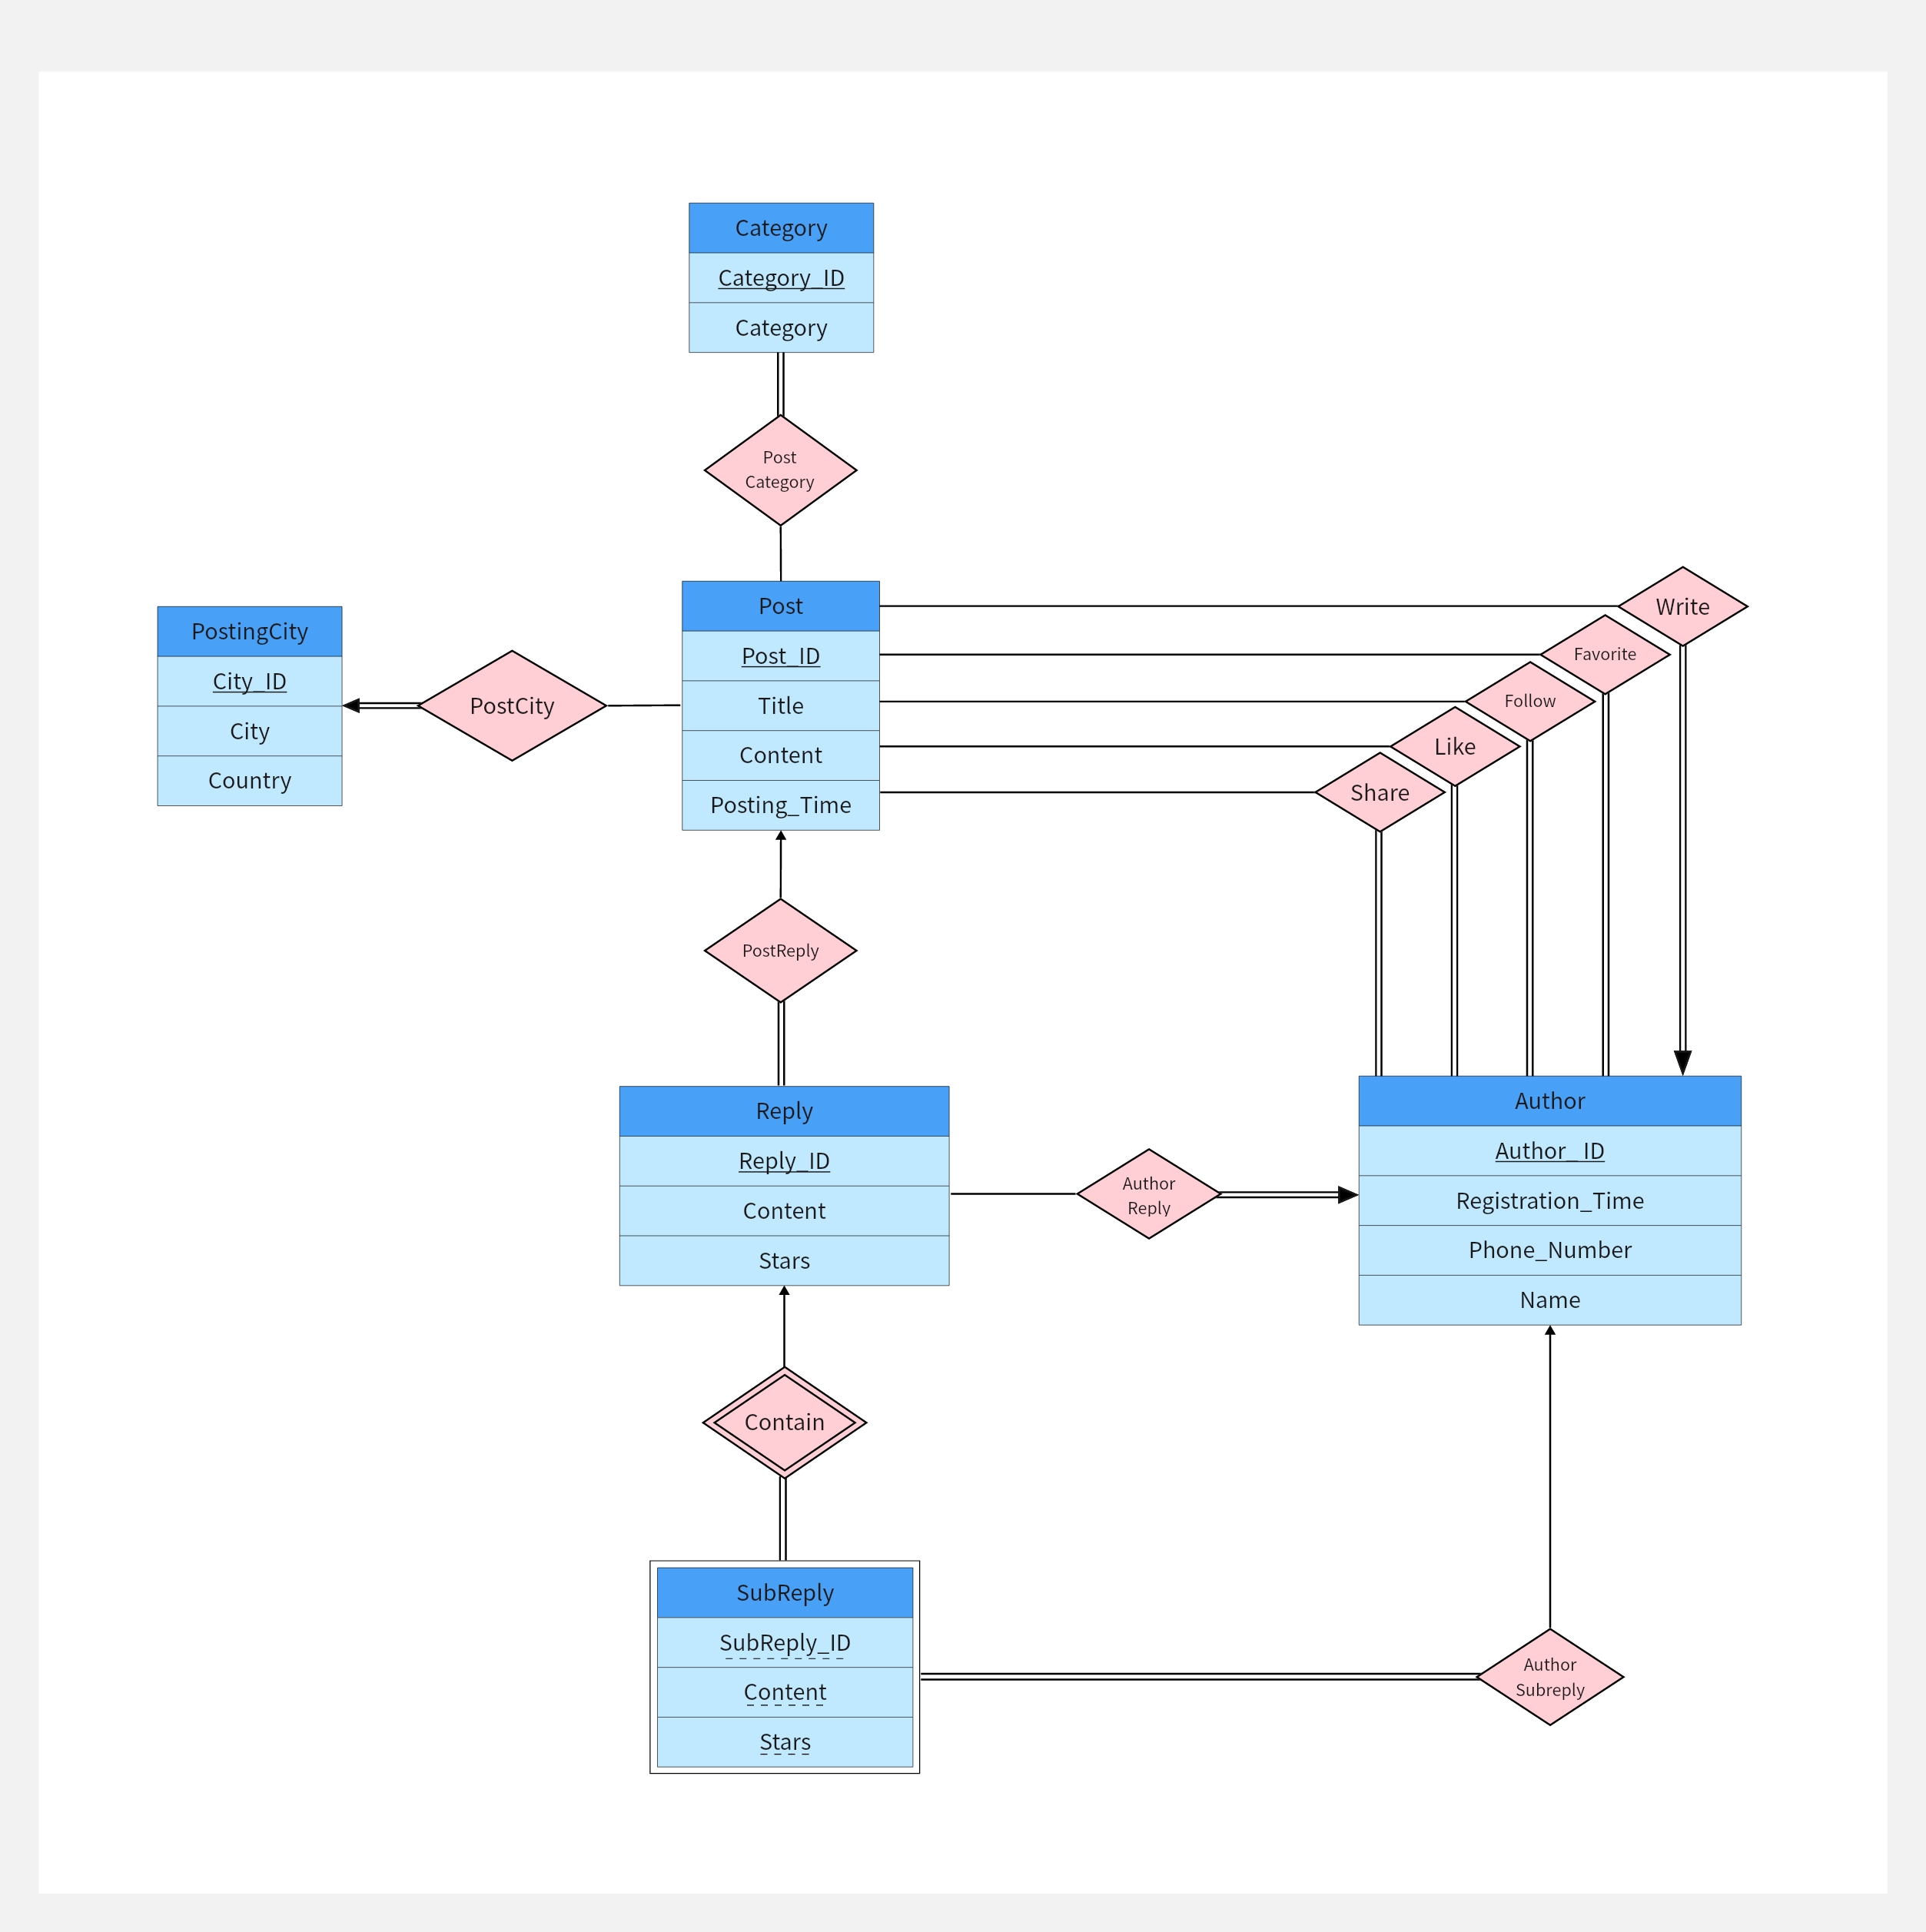 Category
Category_ID
Category
Post
Category
Post
Post_ID
Title
Content
Posting_Time
PostingCity
City_ID
City
Country
PostCity
Write
Favorite
Follow
Like
Share
PostReply
Reply
Reply_ID
Content
Stars
Author
Reply
Author
Author_ ID
Registration_Time
Phone_Number
Name
Contain
SubReply
SubReply_ID
Content
Stars
Author
Subreply